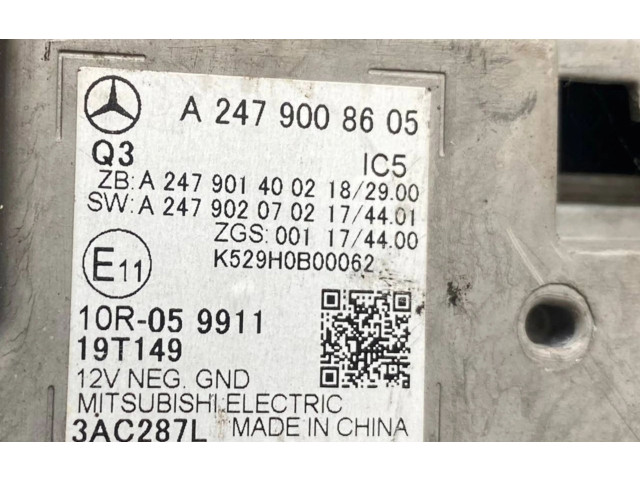 A 247 900 86 05
Q3 IC5
ZB: A 247 901 40 02 18/29.00
SW: A 247 902 07 02 17/44.01
ZGS: 001 17/44.00
E11 K529H0B00062
10R-05 9911
19T149
12V NEG. GND
MITSUBISHI ELECTRIC
3AC287L MADE IN CHINA